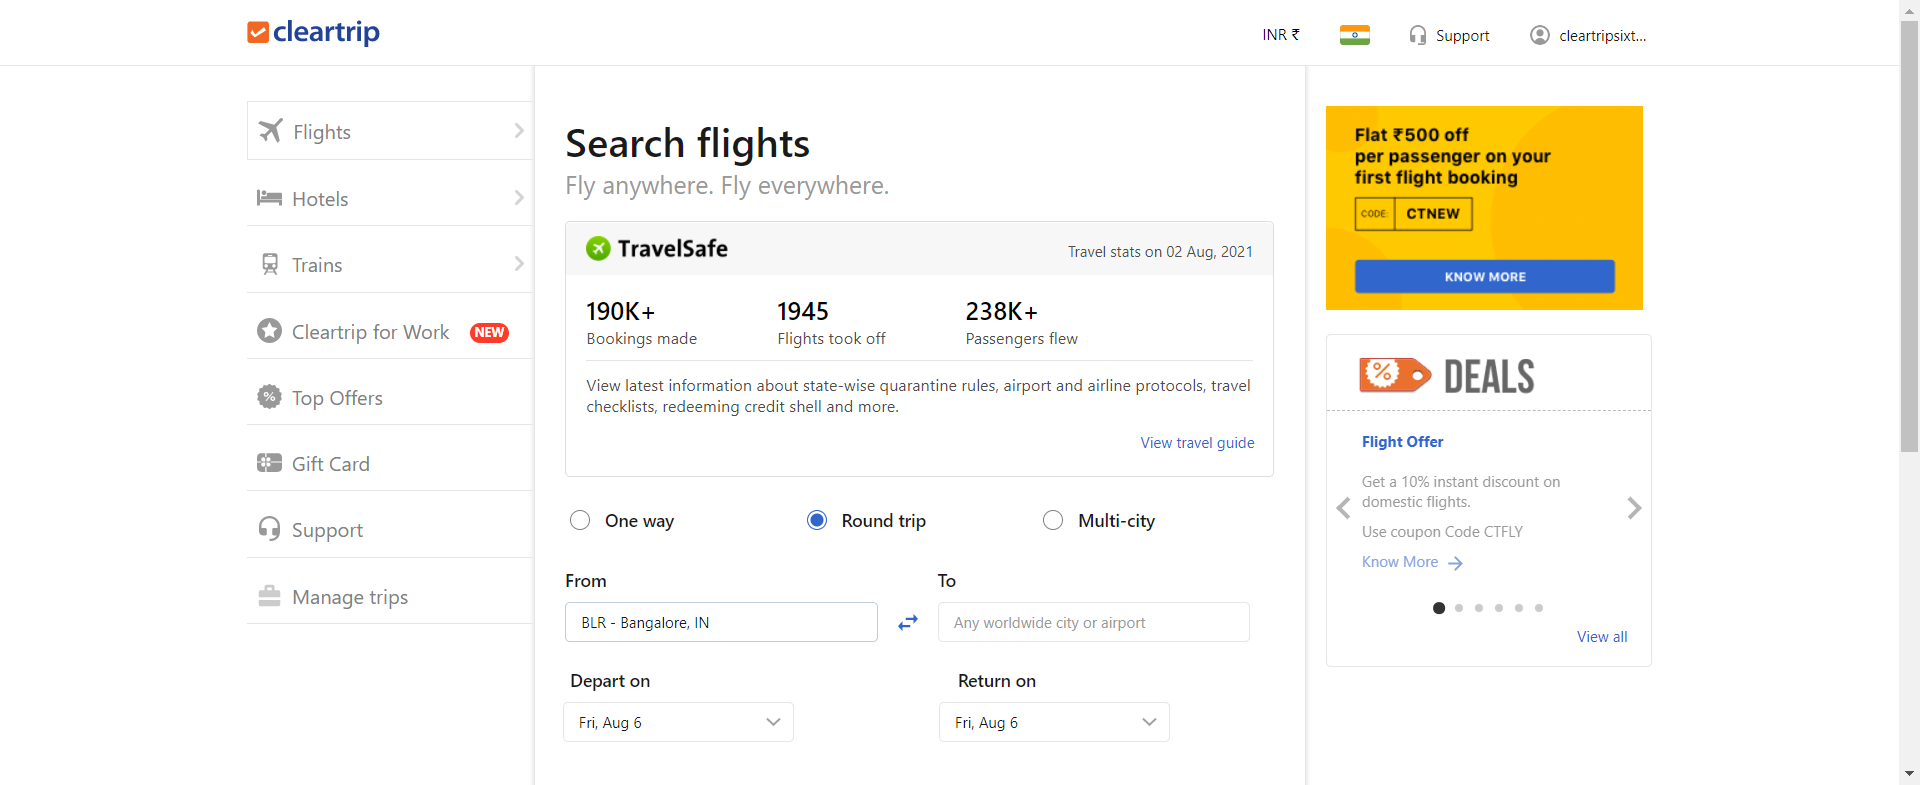 cleartrip
INR ₹
Support
cleartripsixt...
Flights
Hotels
Trains
Cleartrip for Work NEW
Top Offers
Gift Card
Support
Manage trips
Search flights
Fly anywhere. Fly everywhere.
TravelSafe
Travel stats on 02 Aug, 2021
190K+
Bookings made
1945
Flights took off
238K+
Passengers flew
View latest information about state-wise quarantine rules, airport and airline protocols, travel
checklists, redeeming credit shell and more.
View travel guide
One way
Round trip
Multi-city
From
BLR - Bangalore, IN
To
Any worldwide city or airport
Depart on
Fri, Aug 6
Return on
Fri, Aug 6
Flat ₹500 off
per passenger on your
first flight booking
CODE: CTNEW
KNOW MORE
% DEALS
Flight Offer
Get a 10% instant discount on
domestic flights.
Use coupon Code CTFLY
Know More
View all